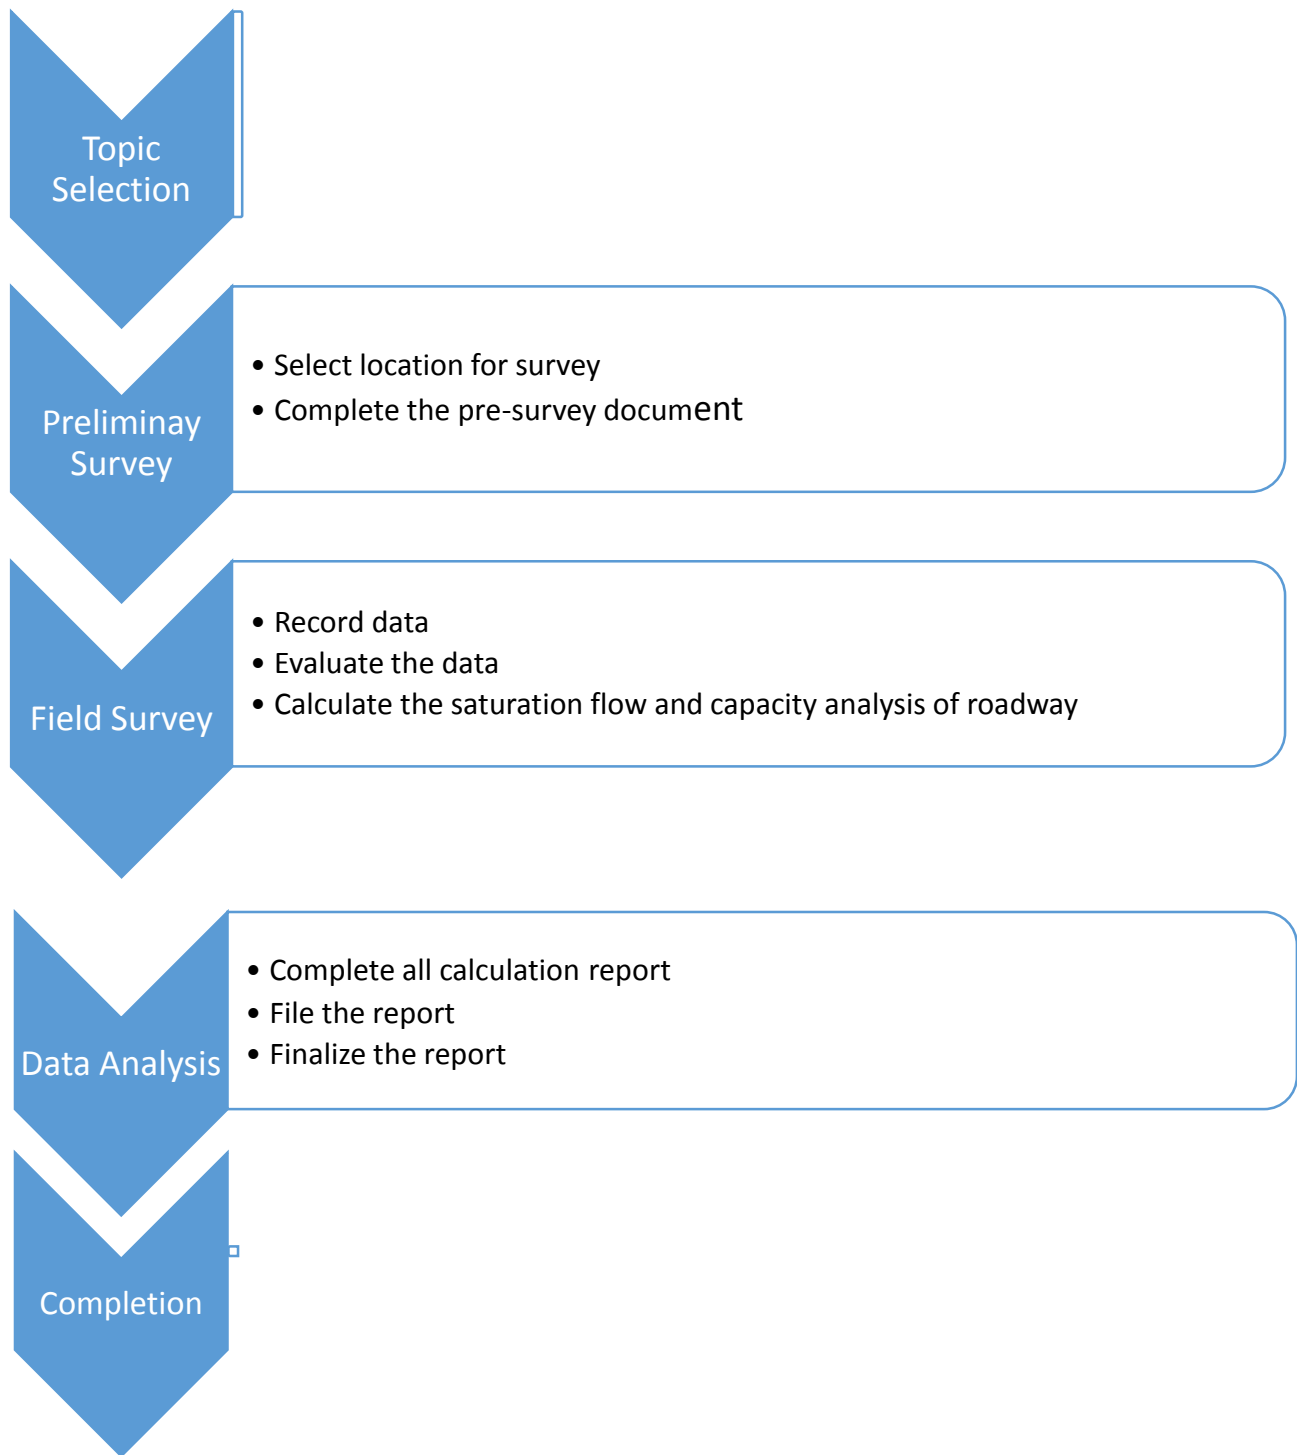 Topic
Selection
Preliminay
Survey
• Select location for survey
• Complete the pre-survey document
Field Survey
• Record data
• Evaluate the data
• Calculate the saturation flow and capacity analysis of roadway
Data Analysis
• Complete all calculation report
• File the report
• Finalize the report
Completion